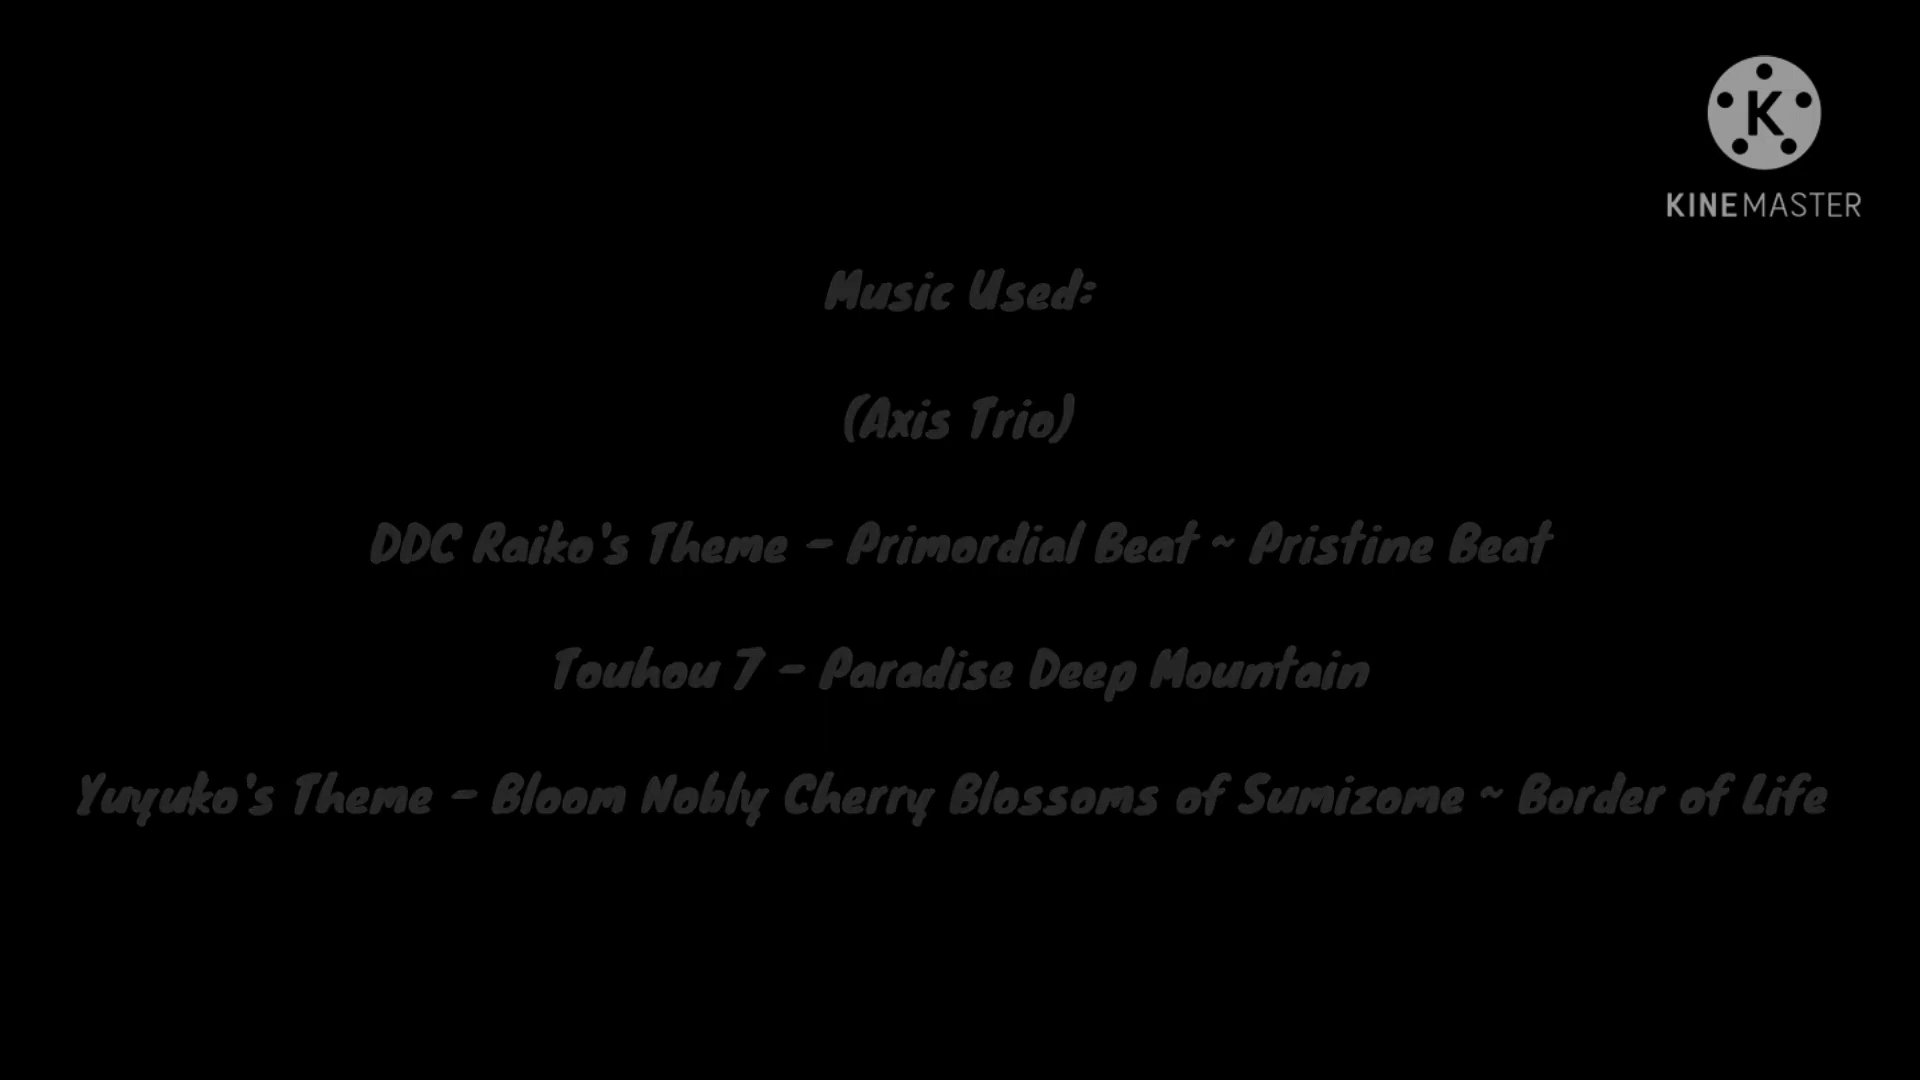 K
KINEMASTER
Music Used:
(Axis Trio)
DDC Raiko's Theme - Primordial Beat ~ Pristine Beat
Touhou 7 - Paradise Deep Mountain
Yuyuko's Theme - Bloom Nobly Cherry Blossoms of Sumizome ~ Border of Life